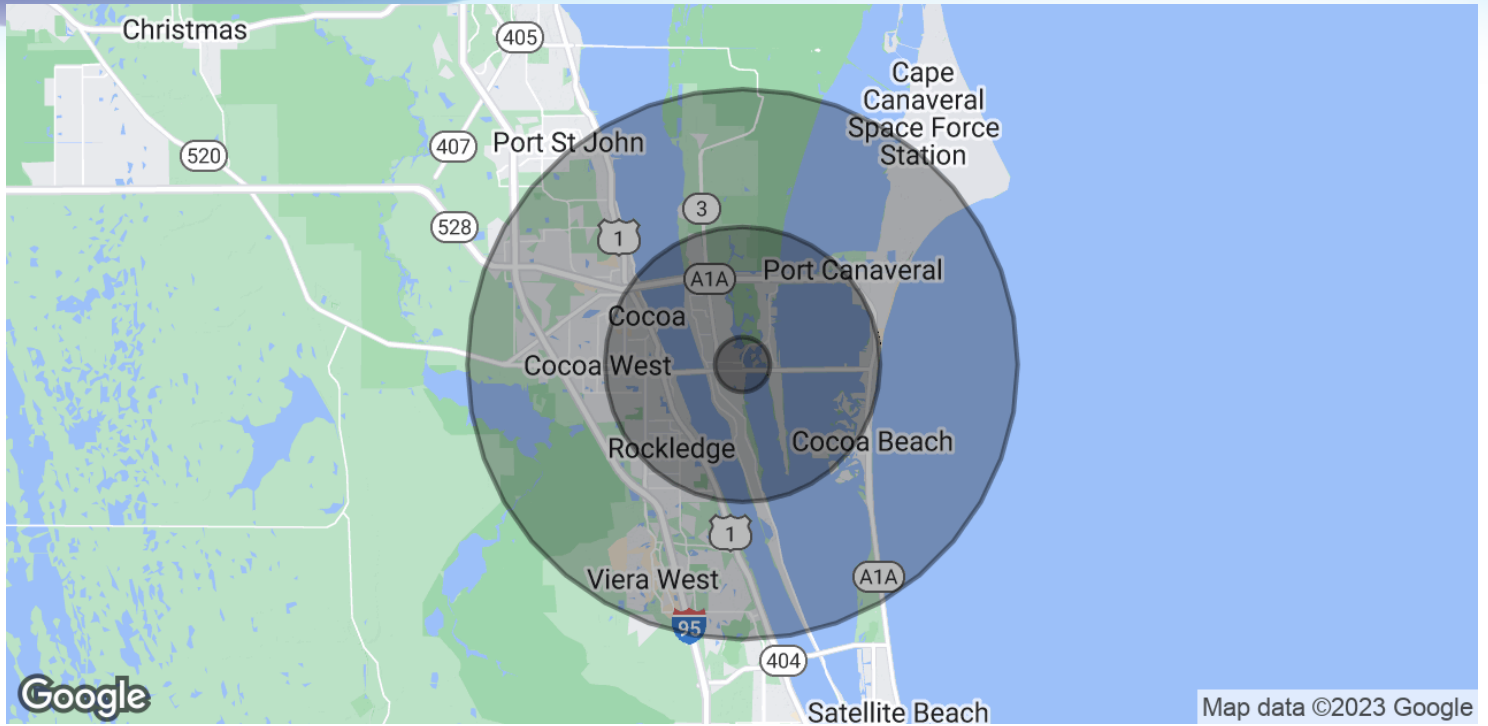 Christmas
405
Cape
Canaveral
Space Force
Station
Port St John
407
520
3
528
1
Port Canaveral
A1A
Cocoa
Cocoa West
Cocoa Beach
Rockledge
1
Viera West
A1A
95
404
Google
Satellite Beach
Map data ©2023 Google